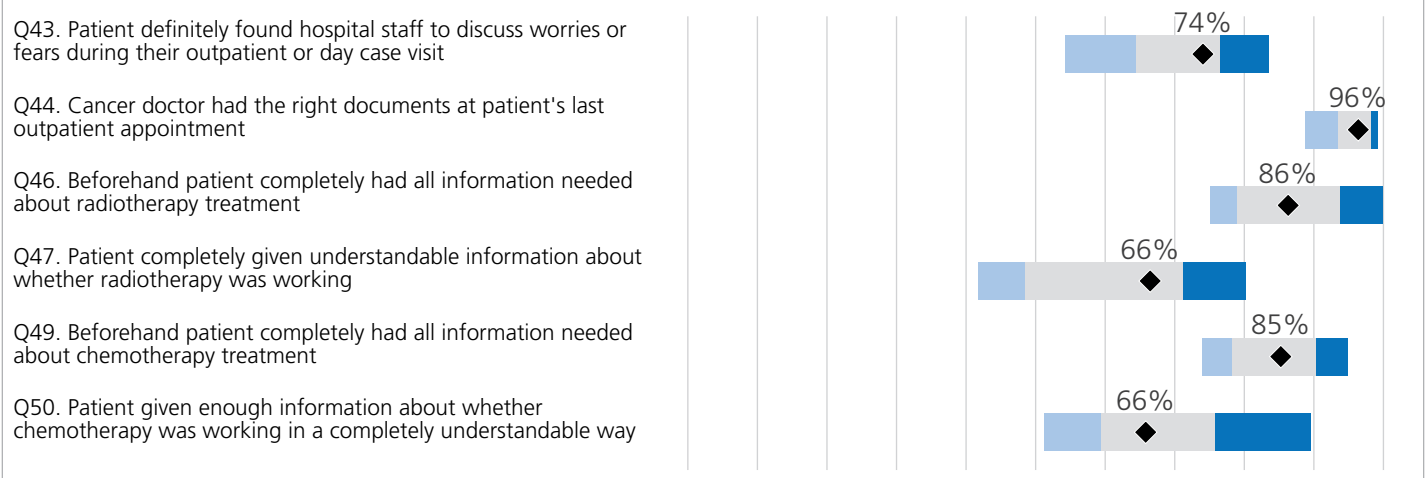 Q43. Patient definitely found hospital staff to discuss worries or
fears during their outpatient or day case visit
74%
Q44. Cancer doctor had the right documents at patient's last
outpatient appointment
96%
Q46. Beforehand patient completely had all information needed
about radiotherapy treatment
86%
Q47. Patient completely given understandable information about
whether radiotherapy was working
66%
Q49. Beforehand patient completely had all information needed
about chemotherapy treatment
85%
Q50. Patient given enough information about whether
chemotherapy was working in a completely understandable way
66%